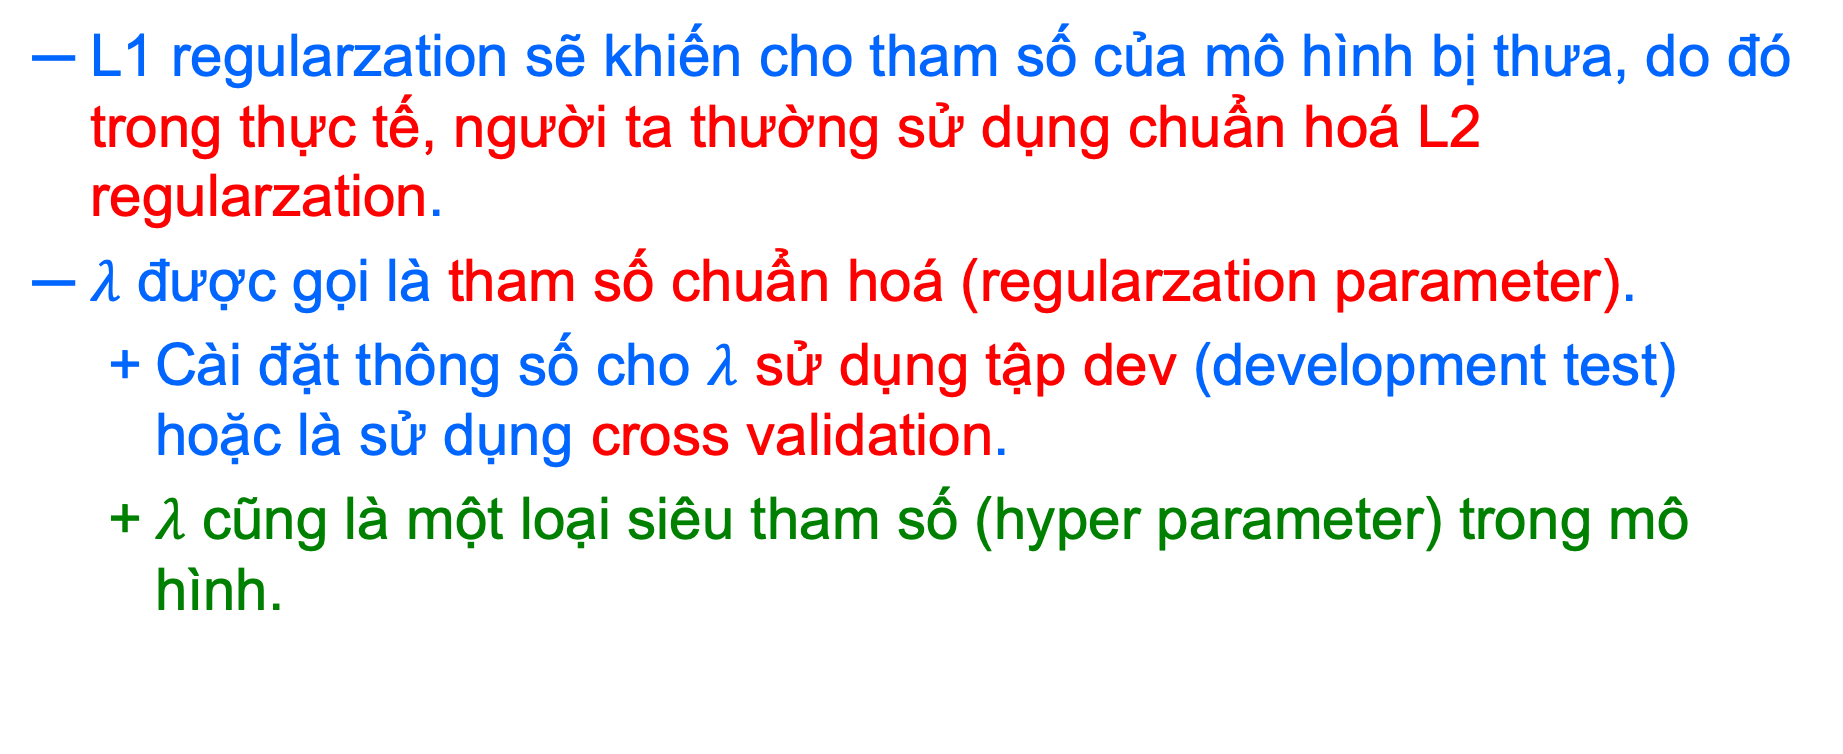 — L1 regularzation sẽ khiến cho tham số của mô hình bị thưa, do đó
trong thực tế, người ta thường sử dụng chuẩn hoá L2
regularzation.
— 𝜆 được gọi là tham số chuẩn hoá (regularzation parameter).
+ Cài đặt thông số cho 𝜆 sử dụng tập dev (development test)
hoặc là sử dụng cross validation.
+ 𝜆 cũng là một loại siêu tham số (hyper parameter) trong mô
hình.